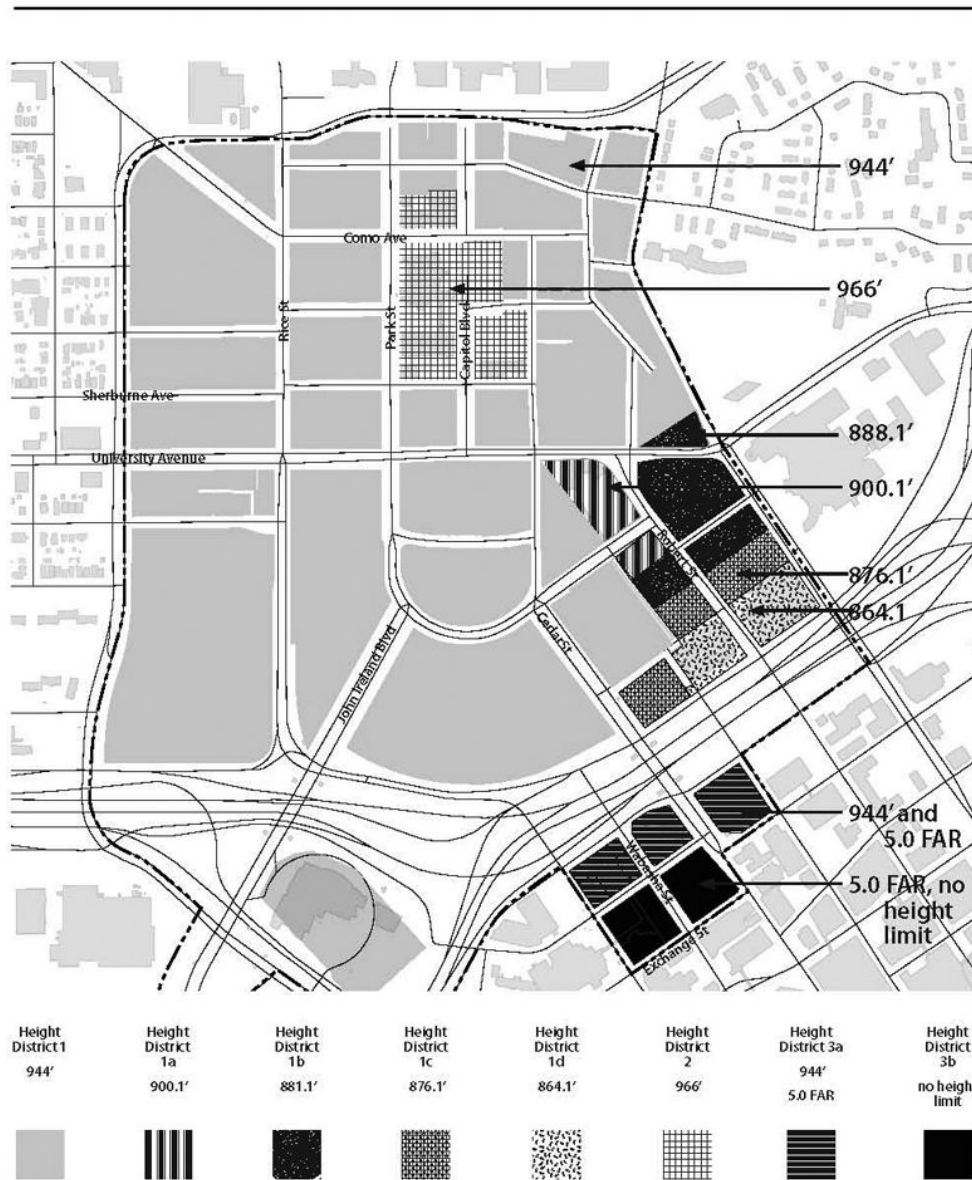 944'
Como Ave
966'
Rice St
Park St
Capitol Blvd
Sherburne Ave
888.1'
University Avenue
900.1'
Robert St
876.1'
864.1
Cedar St
John Ireland Blvd
944' and
5.0 FAR
Wabasha St
5.0 FAR, no
height
limit
Exchange St
Height
District 1
944'
Height
District
1a
900.1'
Height
District
1b
881.1'
Height
District
1c
876.1'
Height
District
1d
864.1'
Height
District
2
966'
Height
District 3a
944'
5.0 FAR
Height
District
3b
no height
limit